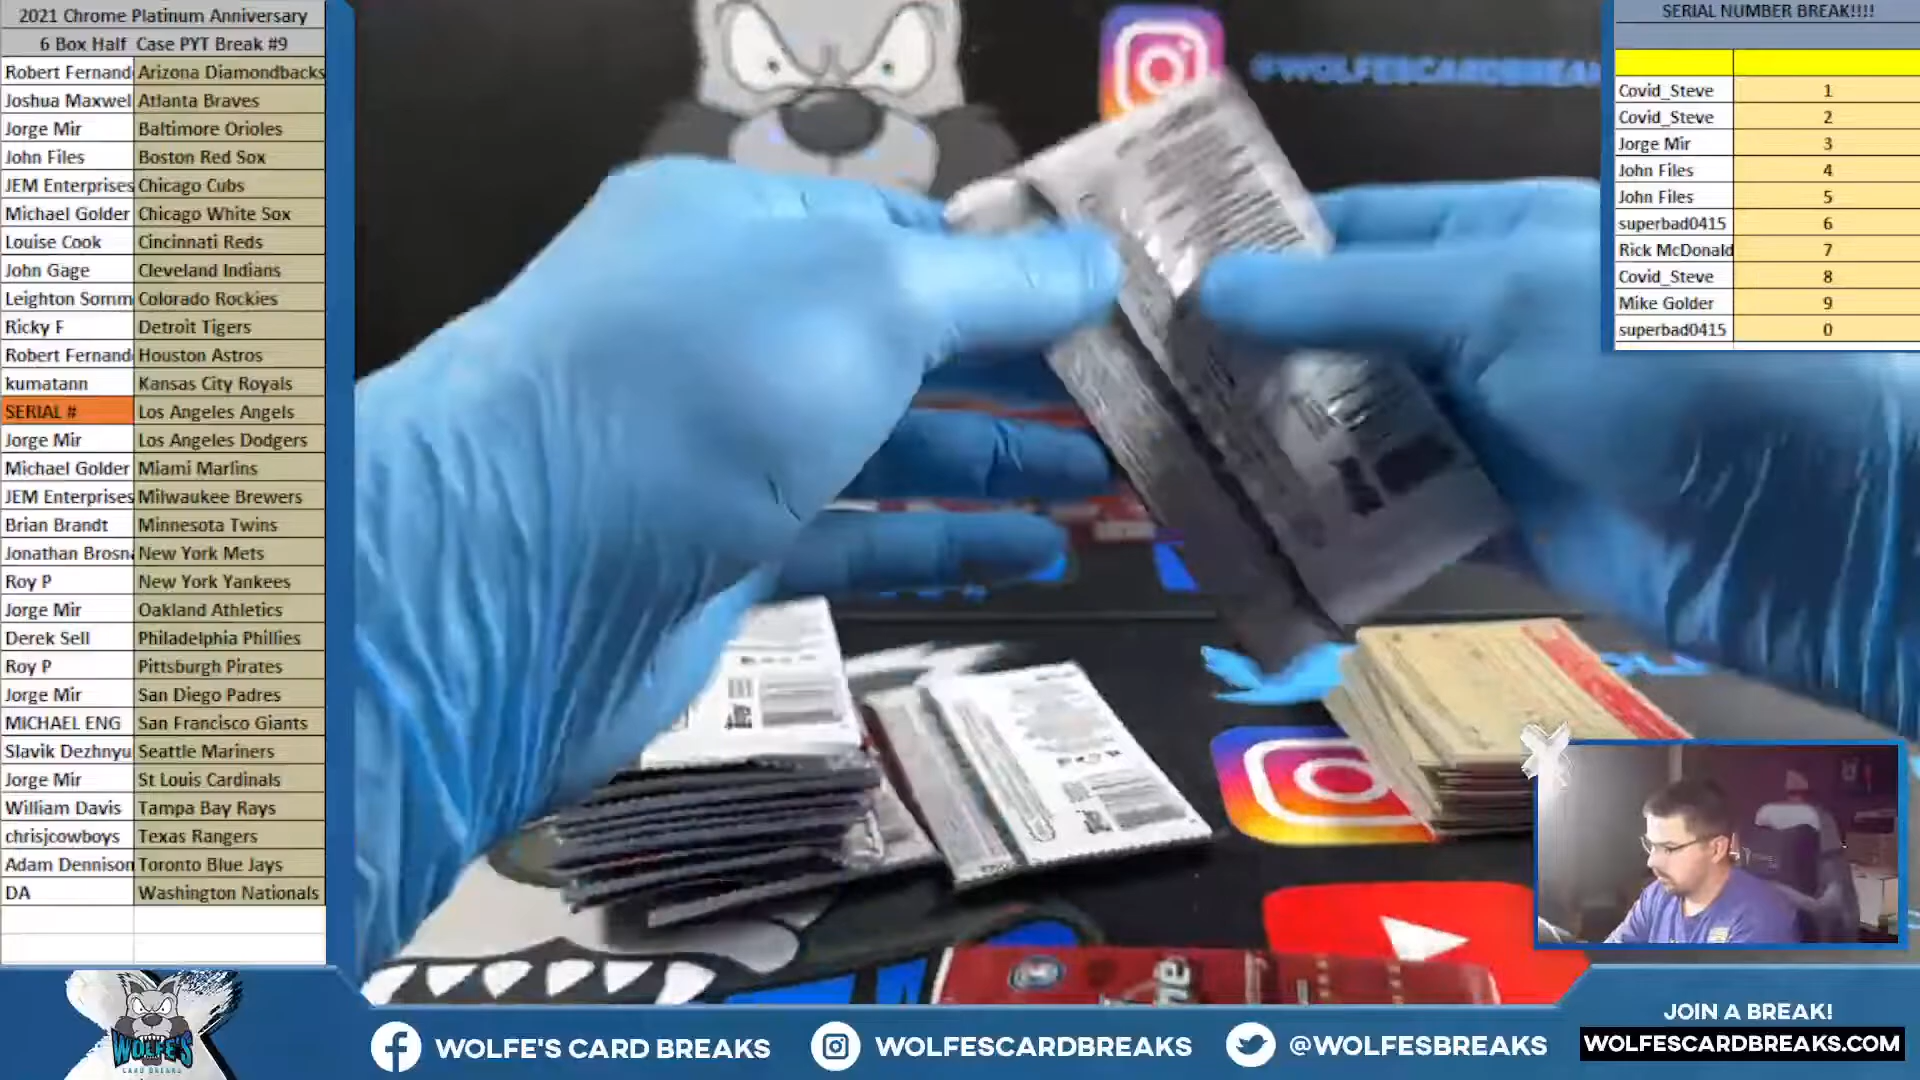 2021 Chrome Platinum Anniversary
6 Box Half Case PYT Break #9
Robert Fernand Arizona Diamondbacks
Joshua Maxwel Atlanta Braves
Jorge Mir Baltimore Orioles
John Files Boston Red Sox
JEM Enterprises Chicago Cubs
Michael Golder Chicago White Sox
Louise Cook Cincinnati Reds
John Gage Cleveland Indians
Leighton Somm Colorado Rockies
Ricky F Detroit Tigers
Robert Fernand Houston Astros
kumatann Kansas City Royals
SERIAL # Los Angeles Angels
Jorge Mir Los Angeles Dodgers
Michael Golder Miami Marlins
JEM Enterprises Milwaukee Brewers
Brian Brandt Minnesota Twins
Jonathan Brosna New York Mets
Roy P New York Yankees
Jorge Mir Oakland Athletics
Derek Sell Philadelphia Phillies
Roy P Pittsburgh Pirates
Jorge Mir San Diego Padres
MICHAEL ENG San Francisco Giants
Slavik Dezhnyu Seattle Mariners
Jorge Mir St Louis Cardinals
William Davis Tampa Bay Rays
chrisjcowboys Texas Rangers
Adam Dennison Toronto Blue Jays
DA Washington Nationals
@WOLFESCARDBREAKS
SERIAL NUMBER BREAK!!!!
Covid_Steve 1
Covid_Steve 2
Jorge Mir 3
John Files 4
John Files 5
superbad0415 6
Rick McDonald 7
Covid_Steve 8
Mike Golder 9
superbad0415 0
WOLFE'S
CARD BREAKS
WOLFE'S CARD BREAKS
WOLFESCARDBREAKS
@WOLFESBREAKS
JOIN A BREAK!
WOLFESCARDBREAKS.COM